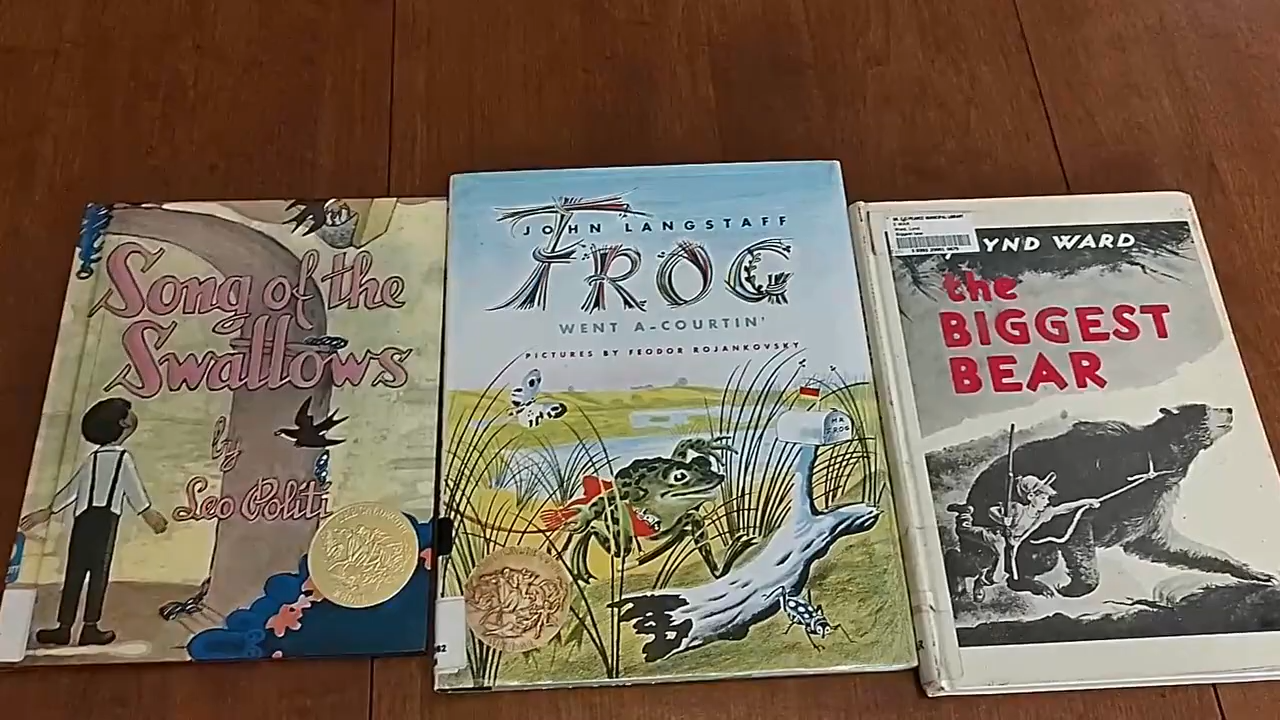 Song of the
Swallows
by
Leo Politi
JOHN LANGSTAFF
FROG
WENT A-COURTIN'
PICTURES BY FEODOR ROJANKOVSKY
MR. FROG
YND WARD
the
BIGGEST
BEAR